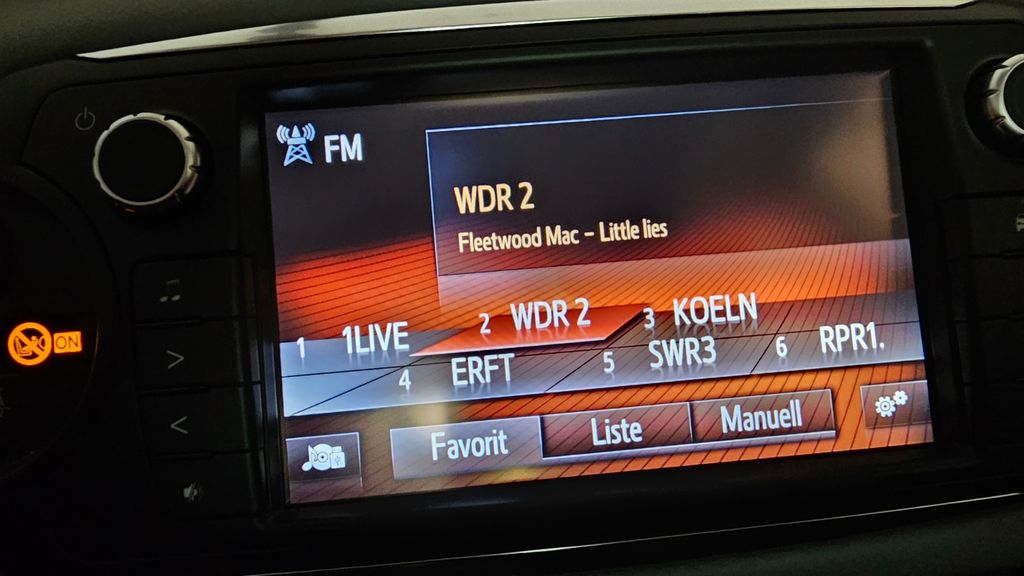 FM
WDR 2
Fleetwood Mac - Little lies
1 1LIVE 2 WDR 2 3 KOELN
4 ERFT 5 SWR3 6 RPR1.
ON
Favorit Liste Manuell